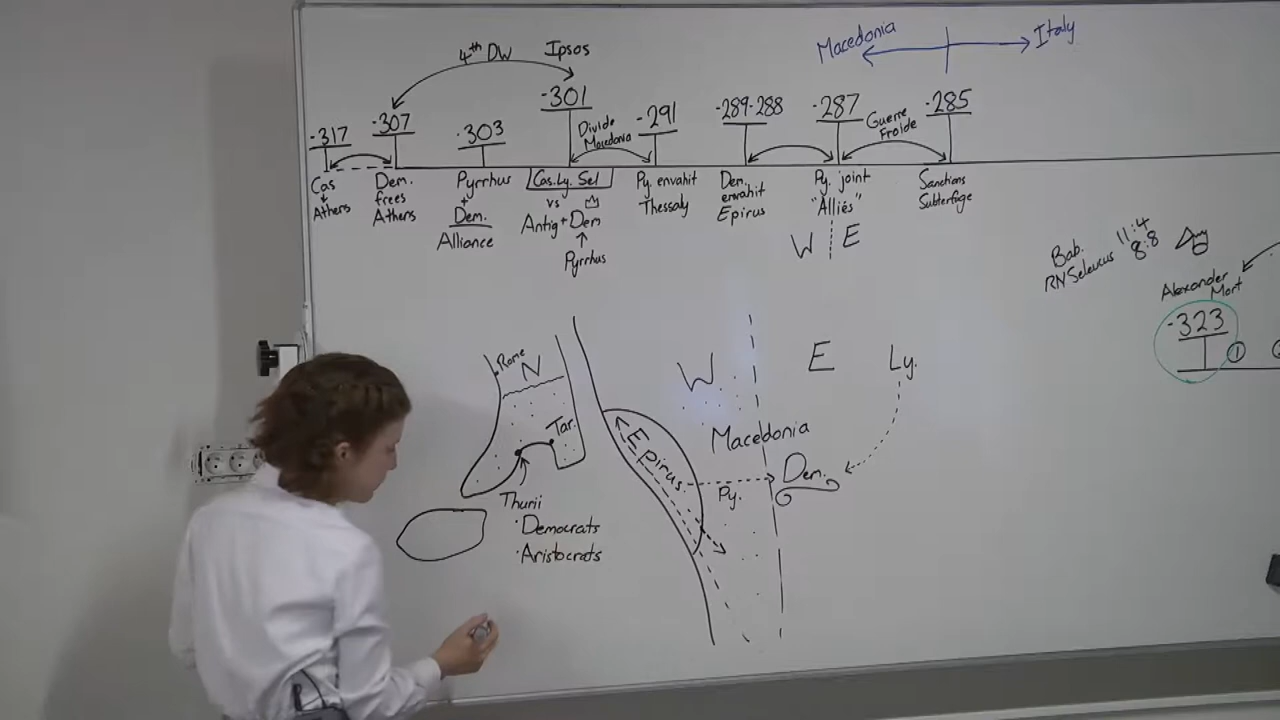 Macedonia
Italy
4th DW
Ipsos
-317
-307
-303
-301
-291
-289-288
-287
-285
Divide
Macedonia
Guerre
Froide
Cas
Athens
Dem.
frees
Athens
Pyrrhus
+
Dem.
Alliance
Cas. Ly. Sel
vs
Antig + Dem
Pyrrhus
Py. envahit
Thessaly
Dem.
envahit
Epirus
Py. joint
"Alliés"
W E
Sanctions
Subterfuge
Bab. 11:4
RN Seleucus 8:8
Alexander
Mort
-323
1
Rome
N
Tar.
Thurii
· Democrats
· Aristocrats
Epirus
W
E
Ly.
Macedonia
Dem.
Py.